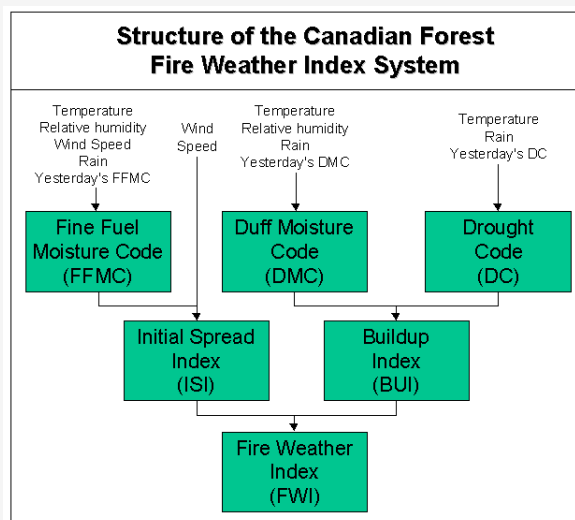 Structure of the Canadian Forest
Fire Weather Index System
Temperature
Relative humidity
Wind Speed
Rain
Yesterday's FFMC
Wind
Speed
Temperature
Relative humidity
Rain
Yesterday's DMC
Temperature
Rain
Yesterday's DC
Fine Fuel
Moisture Code
(FFMC)
Duff Moisture
Code
(DMC)
Drought
Code
(DC)
Initial Spread
Index
(ISI)
Buildup
Index
(BUI)
Fire Weather
Index
(FWI)